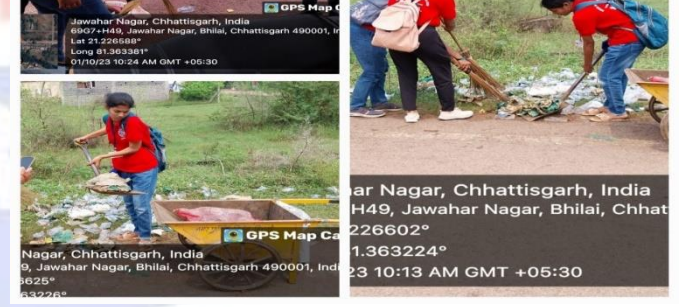 GPS Map C
Jawahar Nagar, Chhattisgarh, India
69G7+H49, Jawahar Nagar, Bhilai, Chhattisgarh 490001, Ir
Lat 21.226588°
Long 81.363381°
01/10/23 10:24 AM GMT +05:30
GPS Map Ca
Nagar, Chhattisgarh, India
9, Jawahar Nagar, Bhilai, Chhattisgarh 490001, Indi
6625°
63226°
ar Nagar, Chhattisgarh, India
H49, Jawahar Nagar, Bhilai, Chhat
226602°
1.363224°
23 10:13 AM GMT +05:30